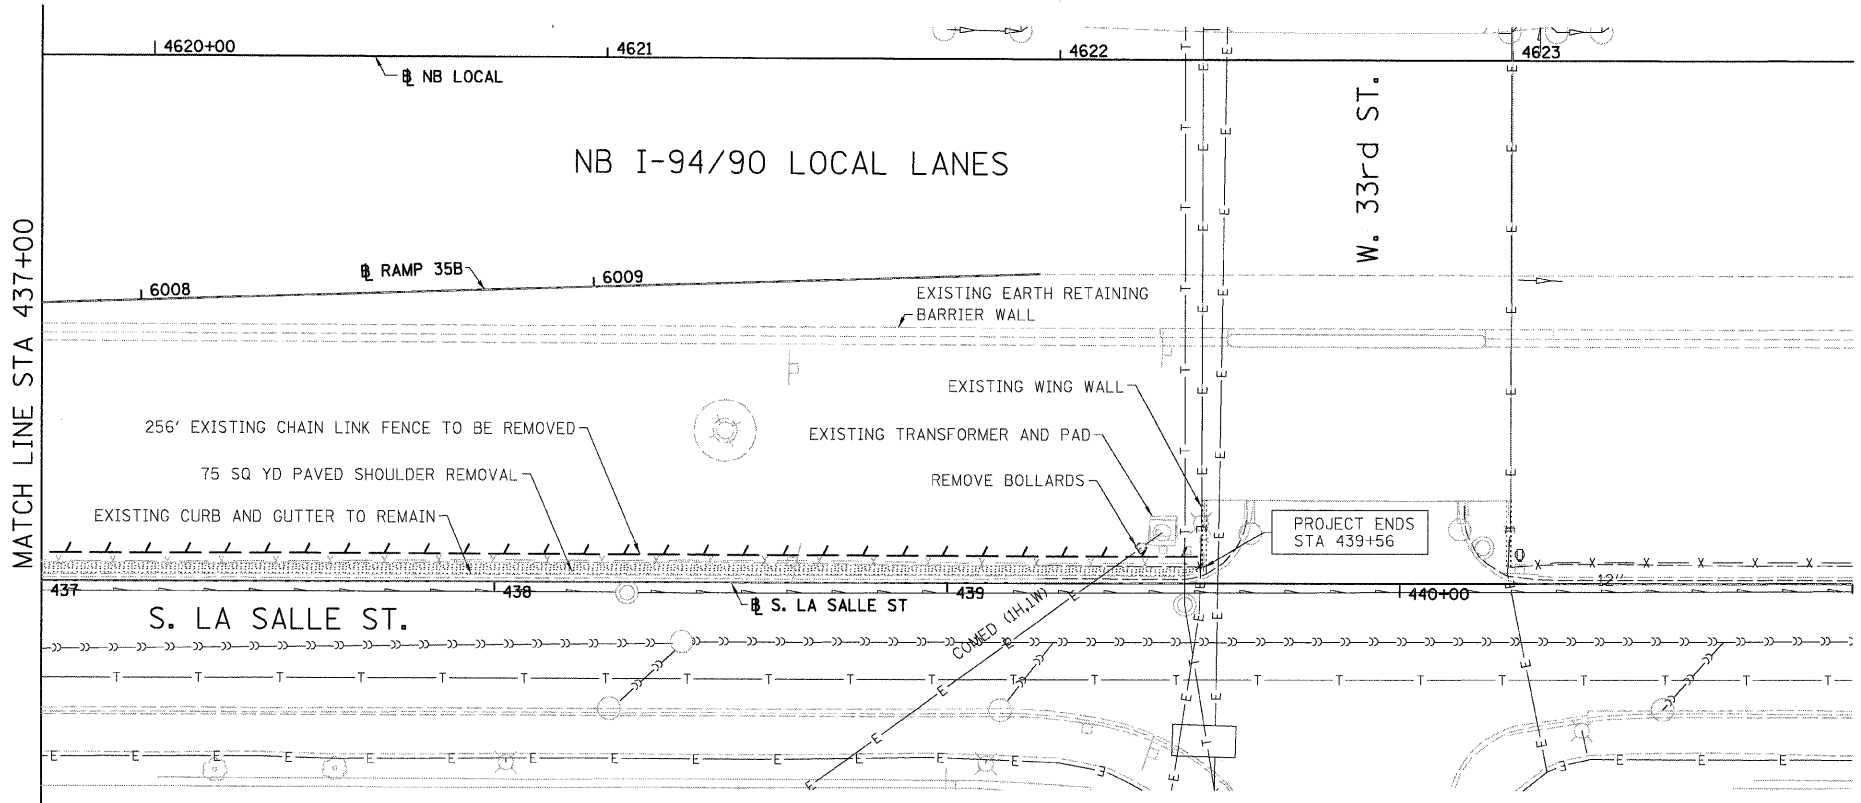 4620+00
4621
4622
4623
℄ NB LOCAL
W. 33rd ST.
NB I-94/90 LOCAL LANES
MATCH LINE STA 437+00
℄ RAMP 35B
6008
6009
EXISTING EARTH RETAINING
BARRIER WALL
EXISTING WING WALL
256' EXISTING CHAIN LINK FENCE TO BE REMOVED
EXISTING TRANSFORMER AND PAD
75 SQ YD PAVED SHOULDER REMOVAL
REMOVE BOLLARDS
EXISTING CURB AND GUTTER TO REMAIN
PROJECT ENDS
STA 439+56
12"
437
438
439
440+00
℄ S. LA SALLE ST
S. LA SALLE ST.
COMED (1H,1W)